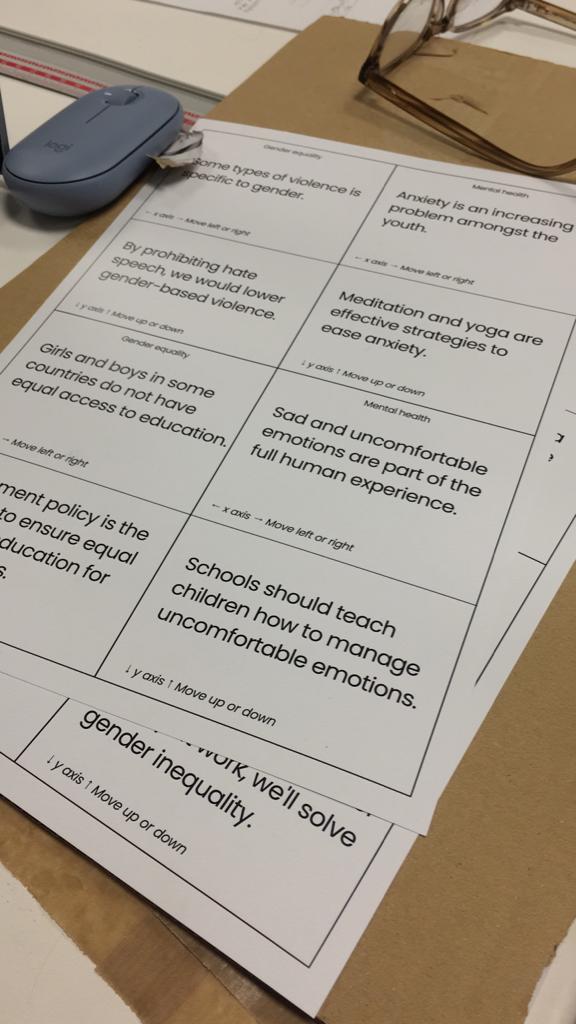 logi
Gender equality
Some types of violence is
specific to gender.
← x axis → Move left or right
By prohibiting hate
speech, we would lower
gender-based violence.
↓ y axis ↑ Move up or down
Gender equality
Girls and boys in some
countries do not have
equal access to education.
→ Move left or right
ment policy is the
to ensure equal
education for
s.
Mental health
Anxiety is an increasing
problem amongst the
youth.
← x axis → Move left or right
Meditation and yoga are
effective strategies to
ease anxiety.
↓ y axis ↑ Move up or down
Mental health
Sad and uncomfortable
emotions are part of the
full human experience.
← x axis → Move left or right
Schools should teach
children how to manage
uncomfortable emotions.
↓ y axis ↑ Move up or down
work, we'll solve
gender inequality.
↓ y axis ↑ Move up or down